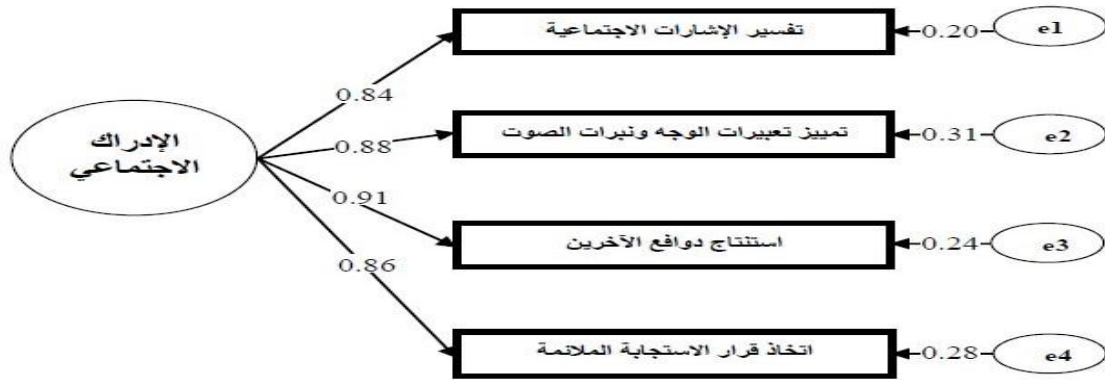 تفسير الإشارات الاجتماعية
0.20
e1
0.84
تمييز تعبيرات الوجه ونبرات الصوت
0.31
e2
0.88
الإدراك
الاجتماعي
0.91
استنتاج دوافع الآخرين
0.24
e3
0.86
اتخاذ قرار الاستجابة الملائمة
0.28
e4